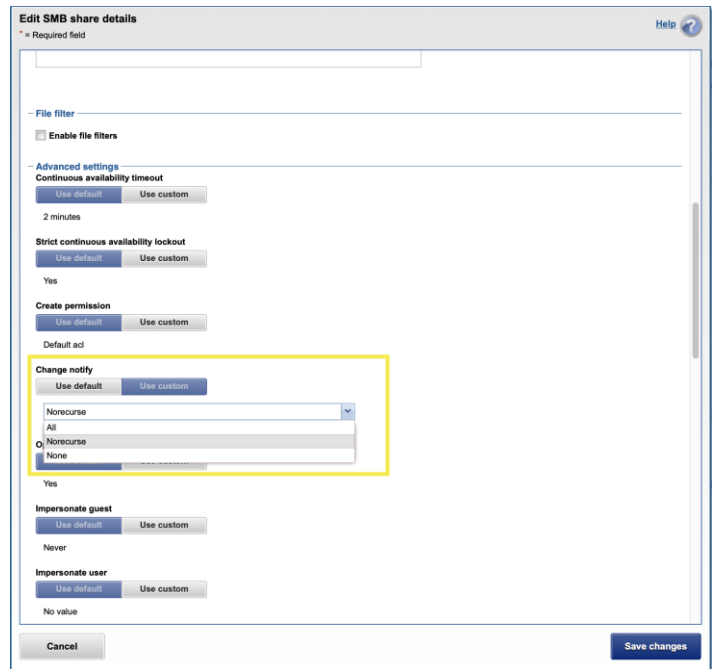 Edit SMB share details
Help
* = Required field
File filter
Enable file filters
Advanced settings
Continuous availability timeout
Use default Use custom
2 minutes
Strict continuous availability lockout
Use default Use custom
Yes
Create permission
Use default Use custom
Default acl
Change notify
Use default Use custom
Norecurse
All
Norecurse
None
Yes
Impersonate guest
Use default Use custom
Never
Impersonate user
Use default Use custom
No value
Cancel Save changes